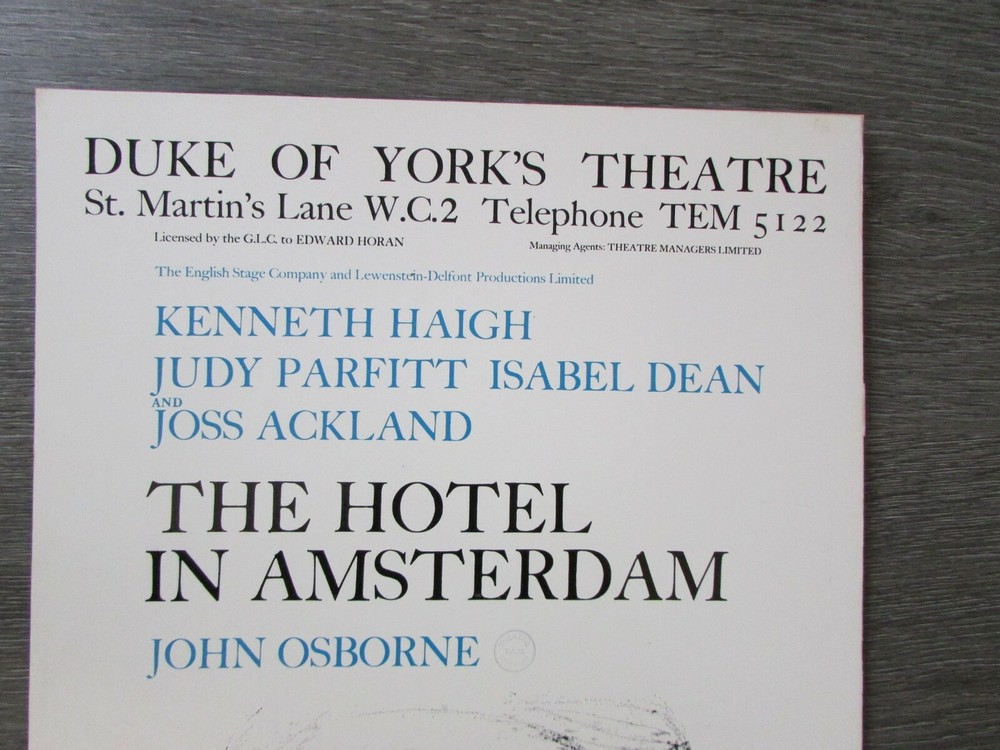 DUKE OF YORK'S THEATRE
St. Martin's Lane W.C.2 Telephone TEM 5122
Licensed by the G.L.C. to EDWARD HORAN Managing Agents: THEATRE MANAGERS LIMITED
The English Stage Company and Lewenstein-Delfont Productions Limited
KENNETH HAIGH
JUDY PARFITT ISABEL DEAN
AND
JOSS ACKLAND
THE HOTEL
IN AMSTERDAM
JOHN OSBORNE